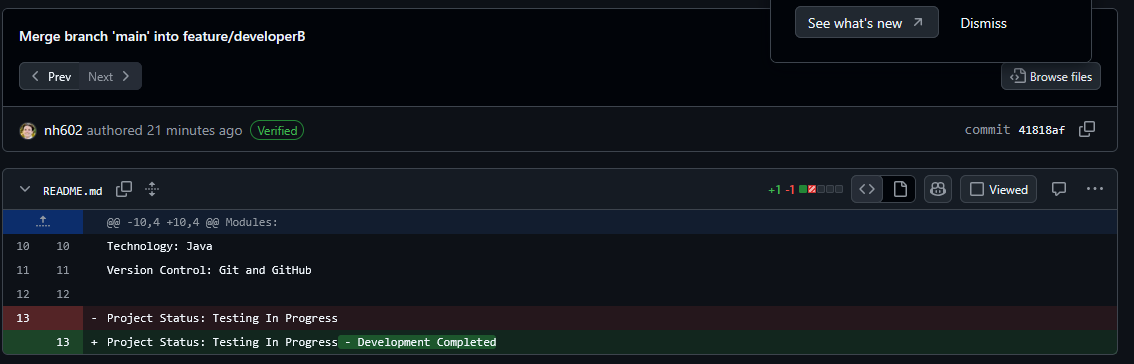 See what's new
Dismiss
Merge branch 'main' into feature/developerB
Prev
Next
Browse files
nh602 authored 21 minutes ago Verified
commit 41818af
README.md
+1 -1
Viewed
@@ -10,4 +10,4 @@ Modules:
10 10 Technology: Java
11 11 Version Control: Git and GitHub
12 12
13 - Project Status: Testing In Progress
13 + Project Status: Testing In Progress - Development Completed